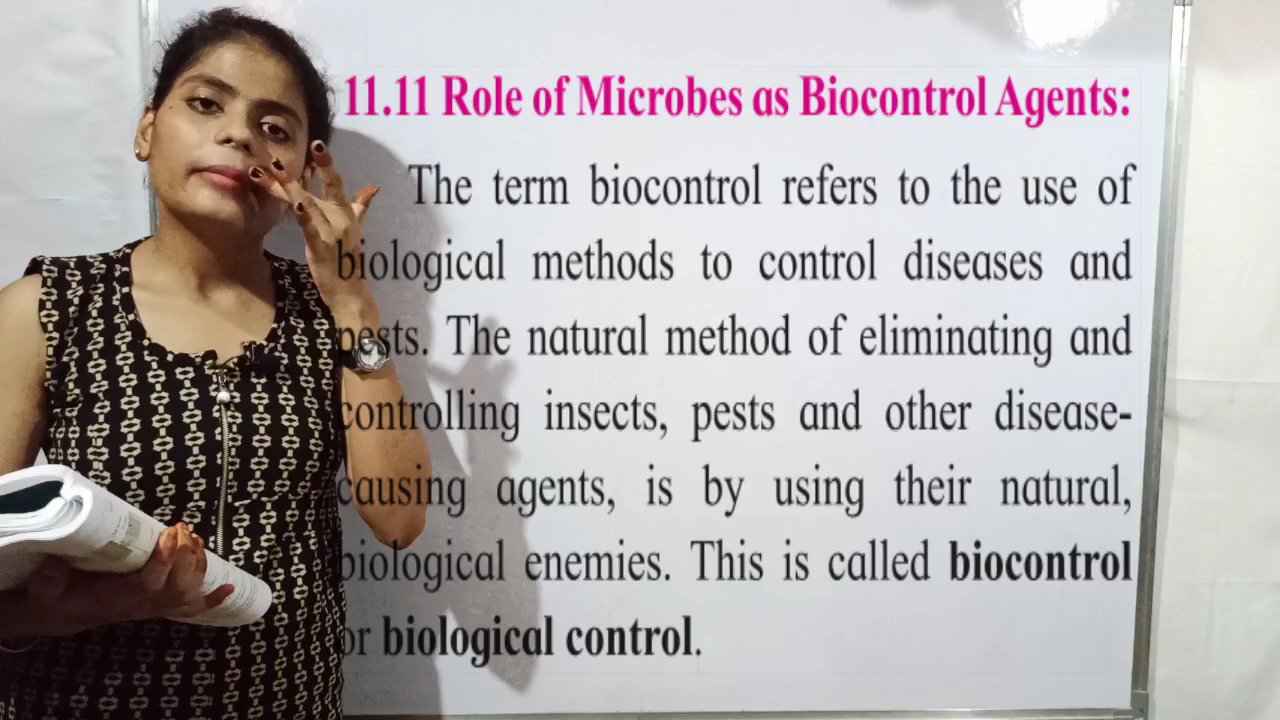 11.11 Role of Microbes as Biocontrol Agents:
The term biocontrol refers to the use of
biological methods to control diseases and
pests. The natural method of eliminating and
controlling insects, pests and other disease-
causing agents, is by using their natural,
biological enemies. This is called biocontrol
or biological control.